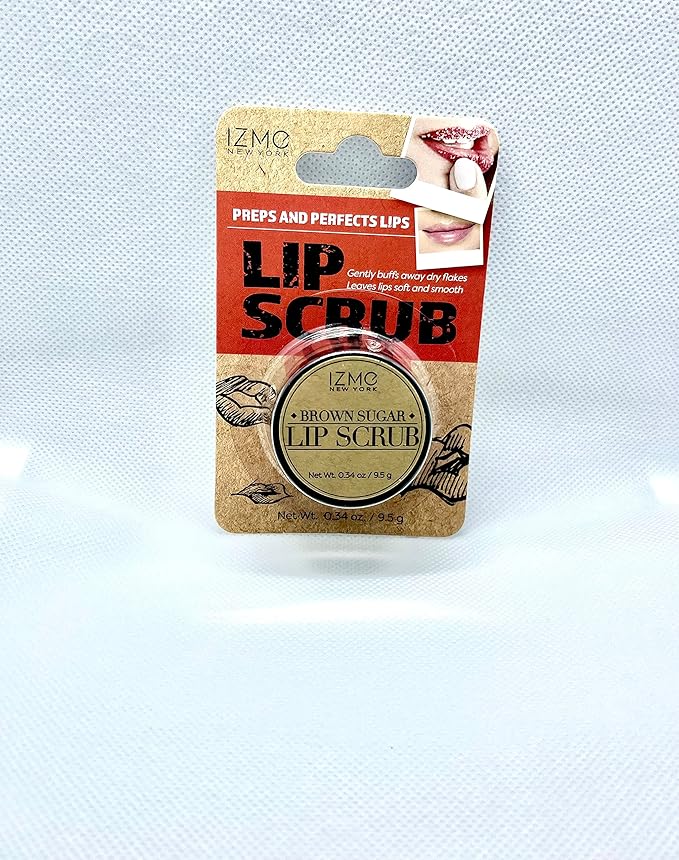 IZME
NEW YORK
PREPS AND PERFECTS LIPS
LIP
SCRUB
Gently buffs away dry flakes
Leaves lips soft and smooth
IZME
NEW YORK
BROWN SUGAR
LIP SCRUB
Net Wt. 0.34 oz / 9.5 g
Net Wt. 0.34 oz. / 9.5 g